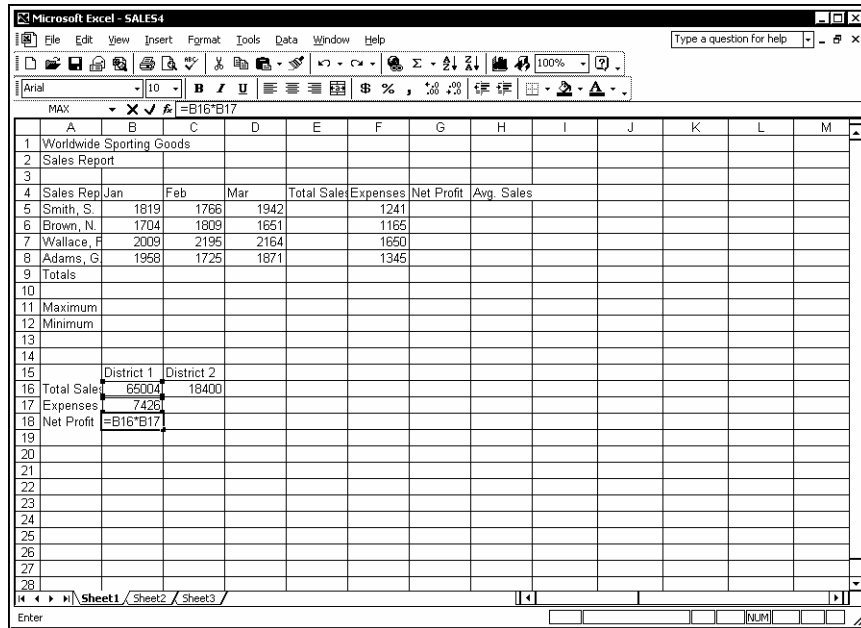 Microsoft Excel - SALES4
File Edit View Insert Format Tools Data Window Help Type a question for help
100%
Arial 10 B I U $ % ,
MAX =B16*B17
A B C D E F G H I J K L M
1 Worldwide Sporting Goods
2 Sales Report
3
4 Sales Rep Jan Feb Mar Total Sales Expenses Net Profit Avg. Sales
5 Smith, S. 1819 1766 1942 1241
6 Brown, N. 1704 1809 1651 1165
7 Wallace, F 2009 2195 2164 1650
8 Adams, G. 1958 1725 1871 1345
9 Totals
10
11 Maximum
12 Minimum
13
14
15 District 1 District 2
16 Total Sales 65004 18400
17 Expenses 7426
18 Net Profit =B16*B17
19
20
21
22
23
24
25
26
27
28
Sheet1 Sheet2 Sheet3
Enter NUM